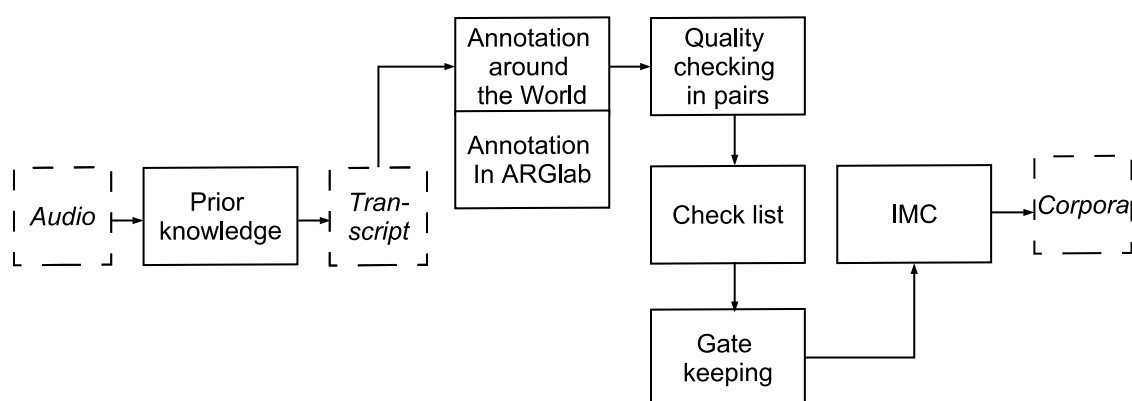 Audio
Prior
knowledge
Tran-
script
Annotation
around
the World
Annotation
In ARGlab
Quality
checking
in pairs
Check list
Gate
keeping
IMC
Corpora